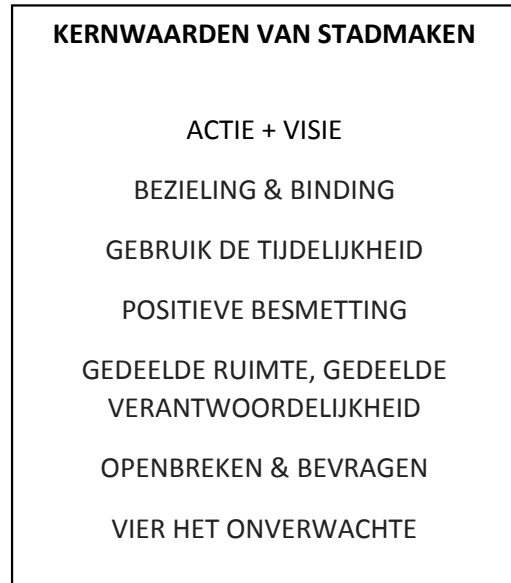 KERNWAARDEN VAN STADMAKEN
ACTIE + VISIE
BEZIELING & BINDING
GEBRUIK DE TIJDELIJKHEID
POSITIEVE BESMETTING
GEDEELDE RUIMTE, GEDEELDE
VERANTWOORDELIJKHEID
OPENBREKEN & BEVRAGEN
VIER HET ONVERWACHTE